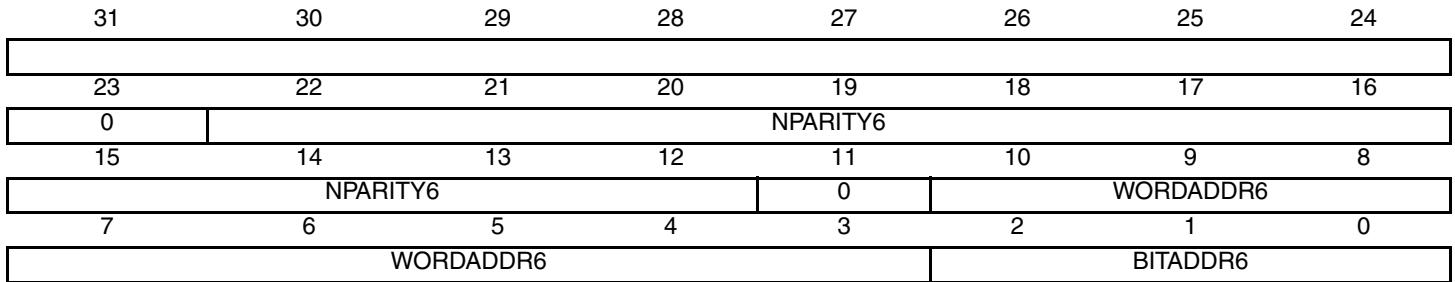 31 30 29 28 27 26 25 24
23 22 21 20 19 18 17 16
0 NPARITY6
15 14 13 12 11 10 9 8
NPARITY6 0 WORDADDR6
7 6 5 4 3 2 1 0
WORDADDR6 BITADDR6